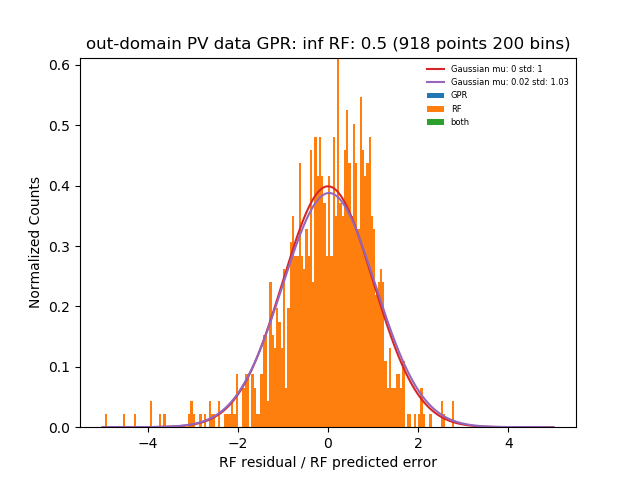 out-domain PV data GPR: inf RF: 0.5 (918 points 200 bins)
Gaussian mu: 0 std: 1
Gaussian mu: 0.02 std: 1.03
GPR
RF
both
Normalized Counts
0.6
0.5
0.4
0.3
0.2
0.1
0.0
−4 −2 0 2 4
RF residual / RF predicted error